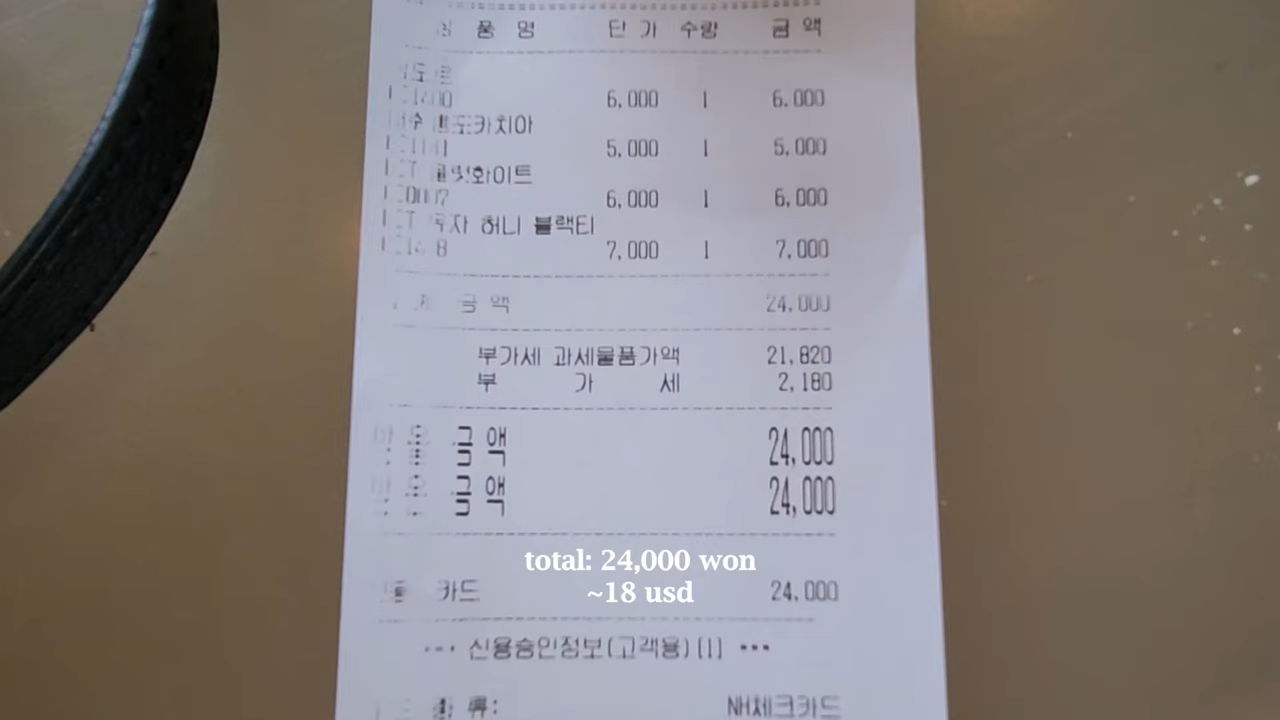 품 명 단 가 수량 금 액
6,000 1 6,000
카치아
5,000 1 5,000
화이트
6,000 1 6,000
허니 블랙티
7,000 1 7,000
금 액 24,000
부가세 과세물품가액 21,820
부 가 세 2,180
금 액 24,000
금 액 24,000
total: 24,000 won
~18 usd
카드 24,000
--- 신용승인정보(고객용) [1] ---
류: NH체크카드